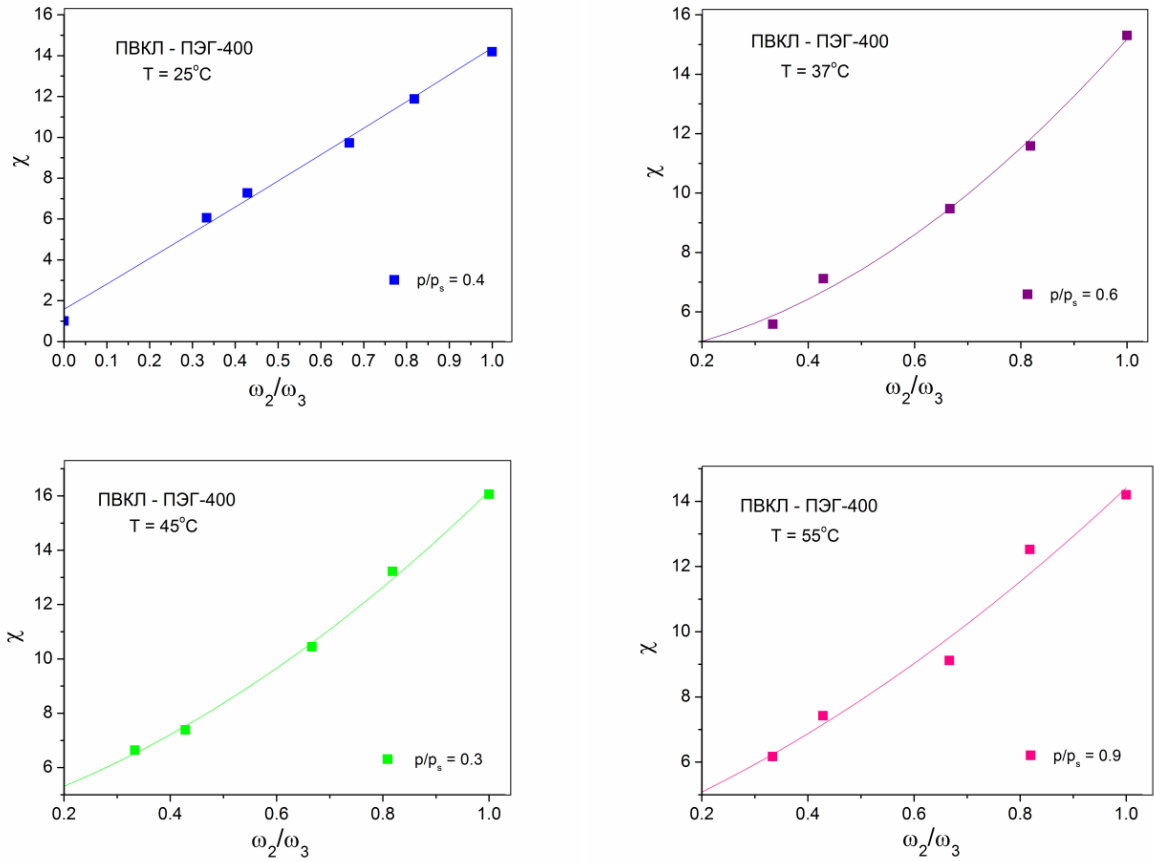 16
14
12
10
8
6
4
2
0
χ
ПВКЛ - ПЭГ-400
T = 25°C
p/pₛ = 0.4
0.0 0.1 0.2 0.3 0.4 0.5 0.6 0.7 0.8 0.9 1.0
ω₂/ω₃
16
14
12
10
8
6
χ
ПВКЛ - ПЭГ-400
T = 37°C
p/pₛ = 0.6
0.2 0.4 0.6 0.8 1.0
ω₂/ω₃
16
14
12
10
8
6
χ
ПВКЛ - ПЭГ-400
T = 45°C
p/pₛ = 0.3
0.2 0.4 0.6 0.8 1.0
ω₂/ω₃
14
12
10
8
6
χ
ПВКЛ - ПЭГ-400
T = 55°C
p/pₛ = 0.9
0.2 0.4 0.6 0.8 1.0
ω₂/ω₃